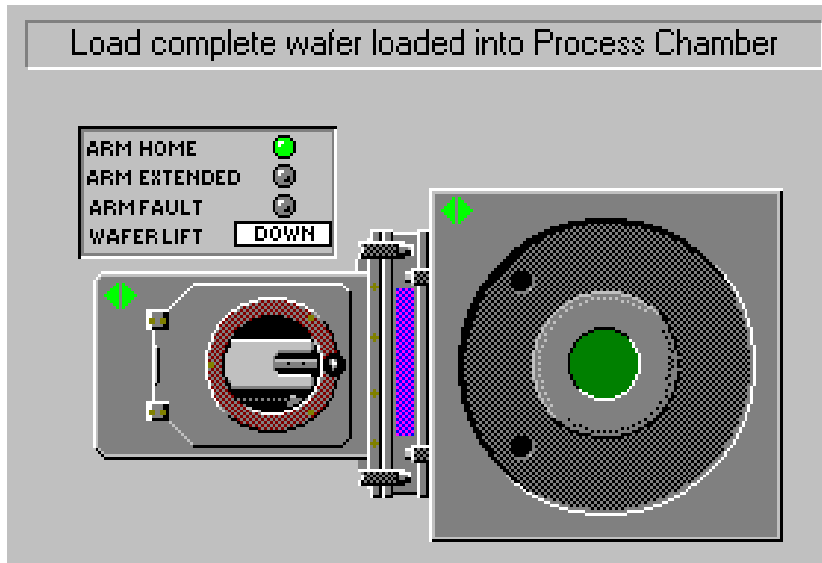 Load complete wafer loaded into Process Chamber
ARM HOME
ARM EXTENDED
ARM FAULT
WAFER LIFT DOWN